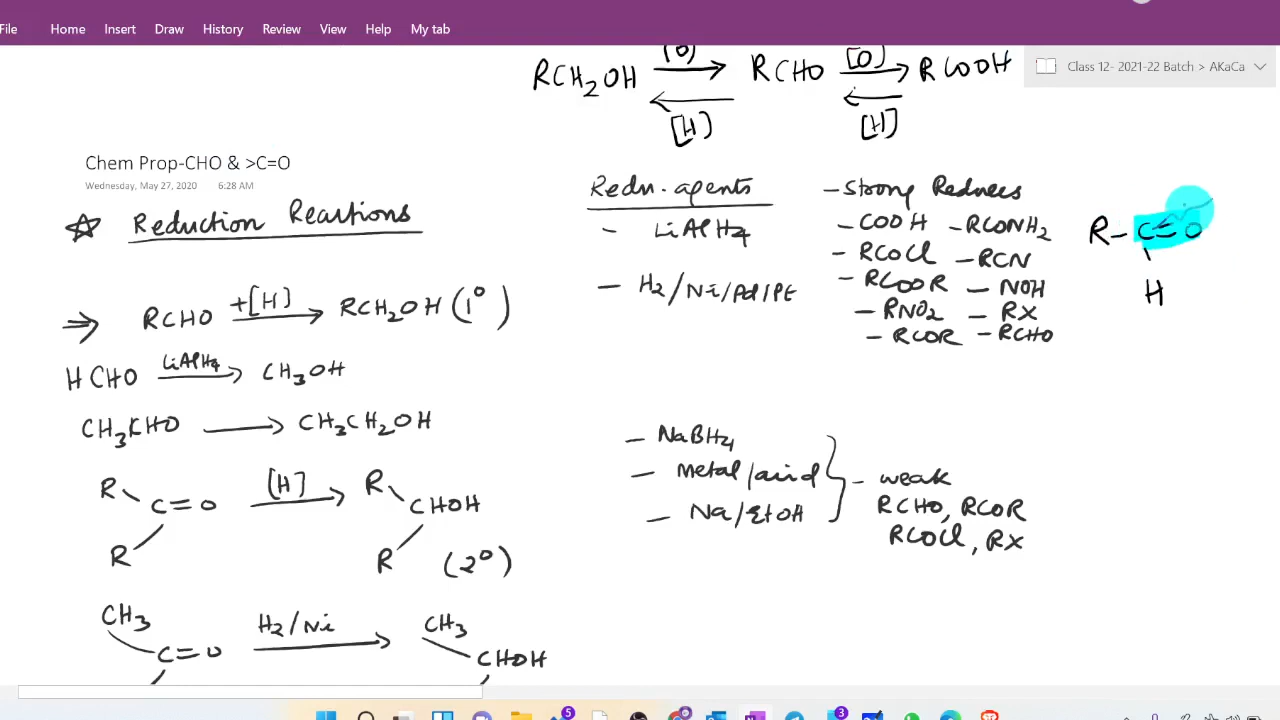 File Home Insert Draw History Review View Help My tab
Class 12- 2021-22 Batch > AKaCa
RCH2OH [O] RCHO [O] RCOOH
[H] [H]
Chem Prop-CHO & >C=O
Wednesday, May 27, 2020 6:28 AM
Reduction Reactions
RCHO +[H] RCH2OH (1°)
HCHO LiAlH4 CH3OH
CH3CHO CH3CH2OH
R
C=O [H] R CHOH
R R (2°)
CH3
C=O H2/Ni CH3 CHOH
Redn. agents
- LiAlH4
- H2/Ni/Pd/Pt
- Strong Redness
- COOH - RCONH2
- RCOCl - RCN
- RCOOR - NOH
- RNO2 - RX
- RCOR - RCHO
R - C=O
H
- NaBH4
- Metal/acid
- Na/EtOH
- weak
RCHO, RCOR
RCOCl, RX
5
3